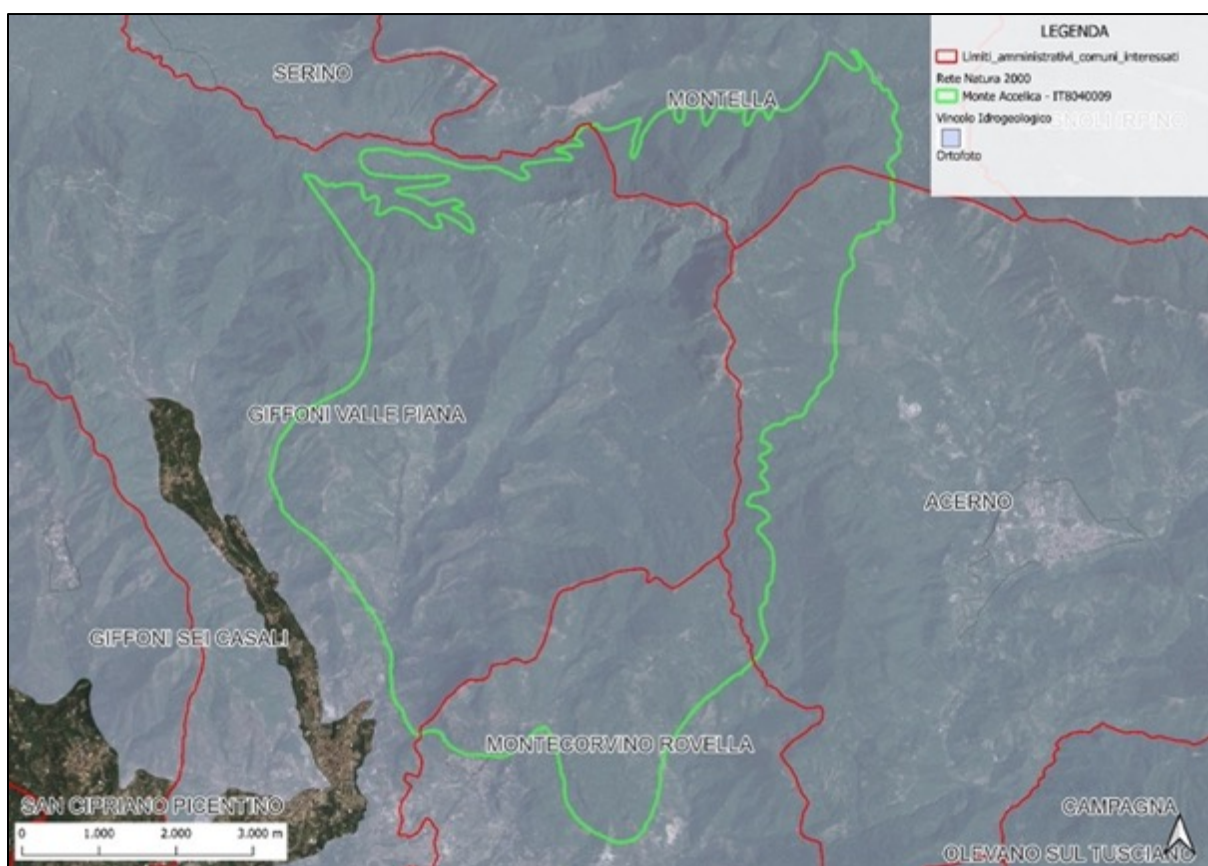 LEGENDA
Limiti_amministrativi_comuni_interessati
Rete Natura 2000
Monte Accelica - IT8040009
Vincolo Idrogeologico
Ortofoto
SERINO
MONTELLA
GIFFONI VALLE PIANA
ACERNO
GIFFONI SEI CASALI
MONTECORVINO ROVELLA
SAN CIPRIANO PICENTINO
CAMPAGNA
OLEVANO SUL TUSCIANO
0 1.000 2.000 3.000 m